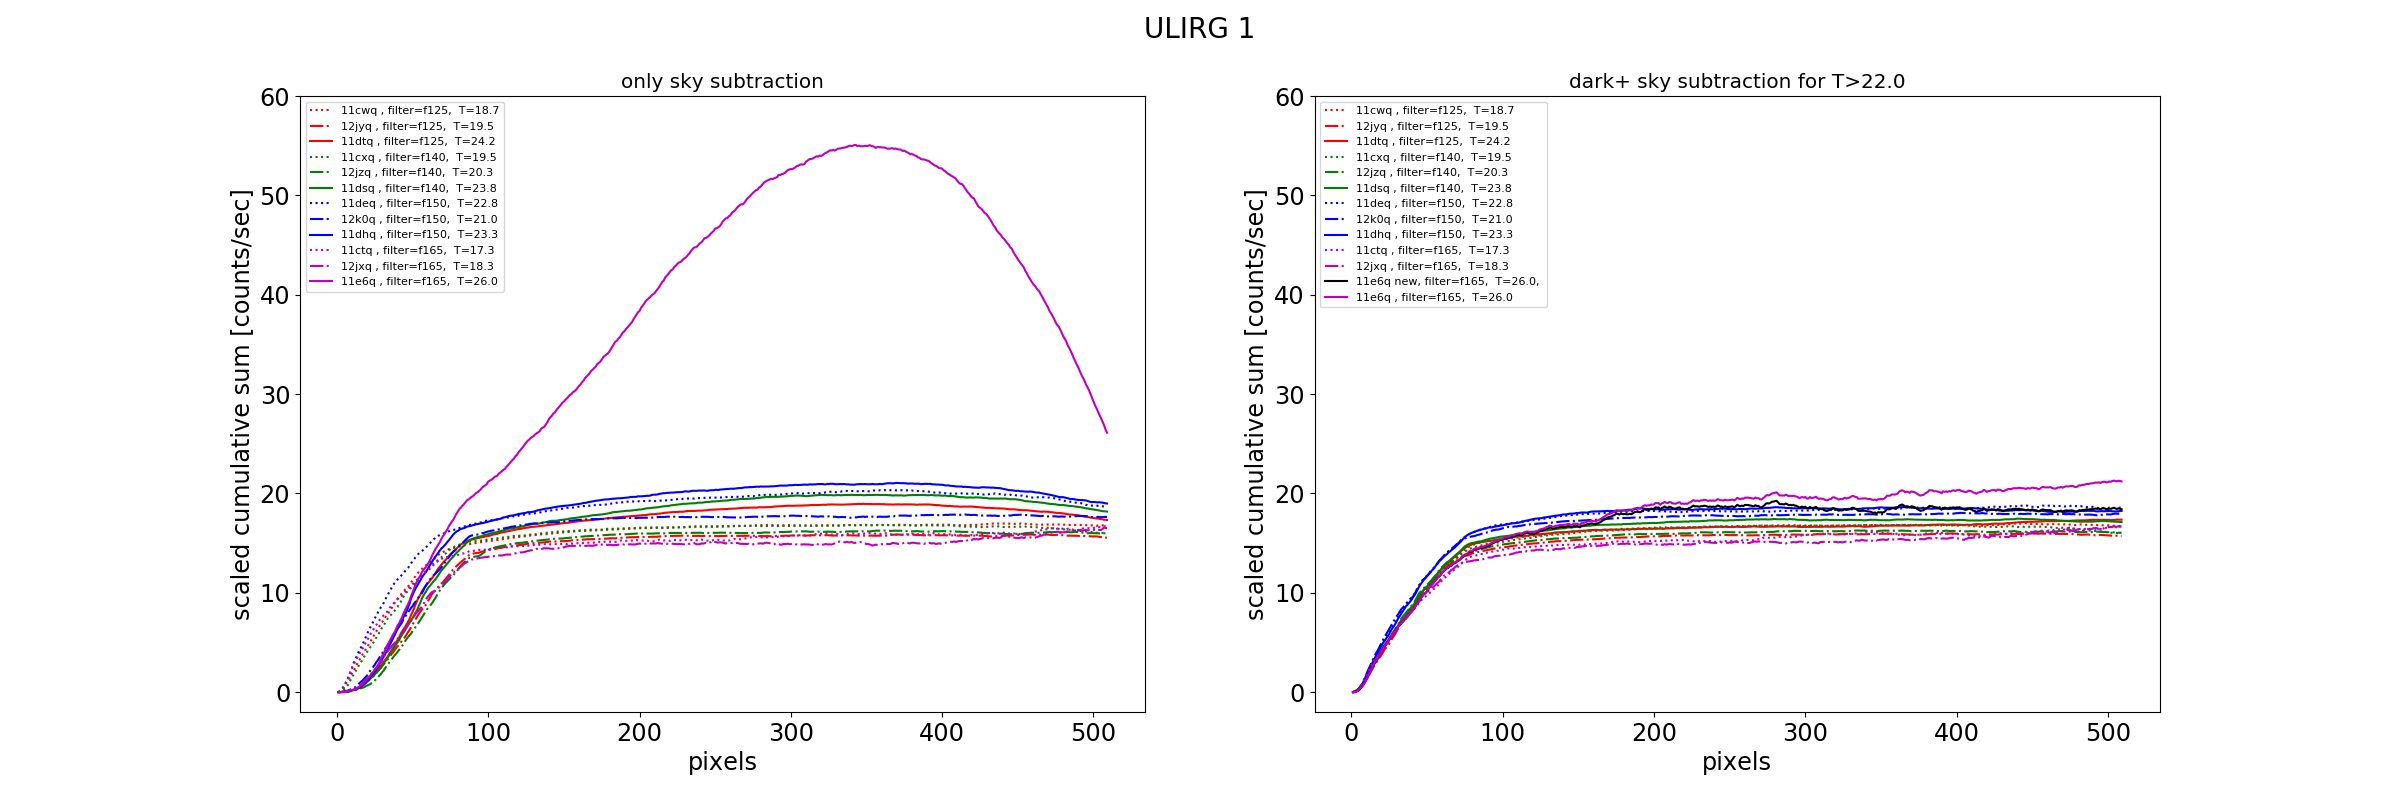 ULIRG 1
only sky subtraction
scaled cumulative sum [counts/sec]
60
50
40
30
20
10
0
11cwq , filter=f125, T=18.7
12jyq , filter=f125, T=19.5
11dtq , filter=f125, T=24.2
11cxq , filter=f140, T=19.5
12jzq , filter=f140, T=20.3
11dsq , filter=f140, T=23.8
11deq , filter=f150, T=22.8
12k0q , filter=f150, T=21.0
11dhq , filter=f150, T=23.3
11ctq , filter=f165, T=17.3
12jxq , filter=f165, T=18.3
11e6q , filter=f165, T=26.0
0 100 200 300 400 500
pixels
dark+ sky subtraction for T>22.0
scaled cumulative sum [counts/sec]
60
50
40
30
20
10
0
11cwq , filter=f125, T=18.7
12jyq , filter=f125, T=19.5
11dtq , filter=f125, T=24.2
11cxq , filter=f140, T=19.5
12jzq , filter=f140, T=20.3
11dsq , filter=f140, T=23.8
11deq , filter=f150, T=22.8
12k0q , filter=f150, T=21.0
11dhq , filter=f150, T=23.3
11ctq , filter=f165, T=17.3
12jxq , filter=f165, T=18.3
11e6q new, filter=f165, T=26.0,
11e6q , filter=f165, T=26.0
0 100 200 300 400 500
pixels